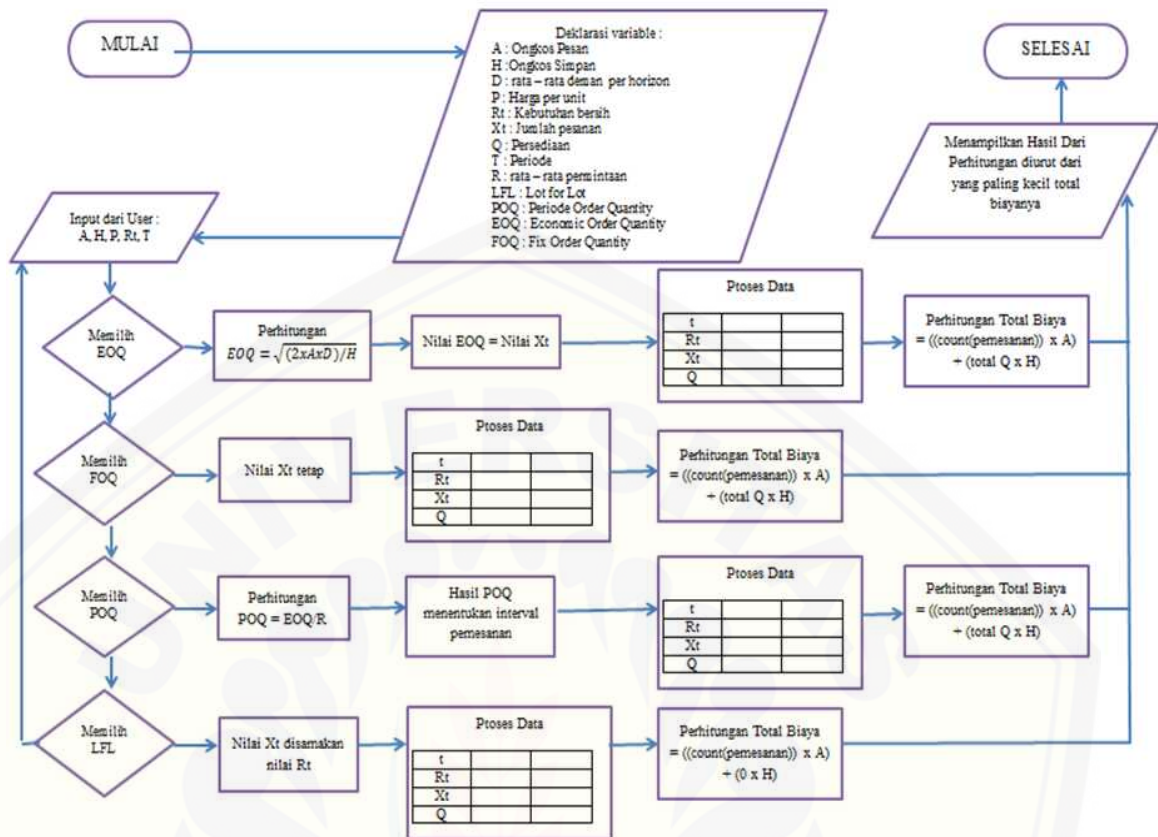 MULAI
Deklarasi variable :
A : Ongkos Pesan
H :Ongkos Simpan
D : rata – rata deman per horizon
P : Harga per unit
Rt : Kebutuhan bersih
Xt : Jumlah pesanan
Q : Persediaan
T : Periode
R : rata – rata permintaan
LFL : Lot for Lot
POQ : Periode Order Quantity
EOQ : Economic Order Quantity
FOQ : Fix Order Quantity
SELESAI
Menampilkan Hasil Dari
Perhitungan diurut dari
yang paling kecil total
biayanya
Input dari User :
A, H, P, Rt, T
Memilih
EOQ
Perhitungan
EOQ = √(2xAxD)/H
Nilai EOQ = Nilai Xt
Ptoses Data
t
Rt
Xt
Q
Perhitungan Total Biaya
= ((count(pemesanan)) x A)
+ (total Q x H)
Memilih
FOQ
Nilai Xt tetap
Ptoses Data
t
Rt
Xt
Q
Perhitungan Total Biaya
= ((count(pemesanan)) x A)
+ (total Q x H)
Memilih
POQ
Perhitungan
POQ = EOQ/R
Hasil POQ
menentukan interval
pemesanan
Ptoses Data
t
Rt
Xt
Q
Perhitungan Total Biaya
= ((count(pemesanan)) x A)
+ (total Q x H)
Memilih
LFL
Nilai Xt disamakan
nilai Rt
Ptoses Data
t
Rt
Xt
Q
Perhitungan Total Biaya
= ((count(pemesanan)) x A)
+ (0 x H)
UNIVERSITAS